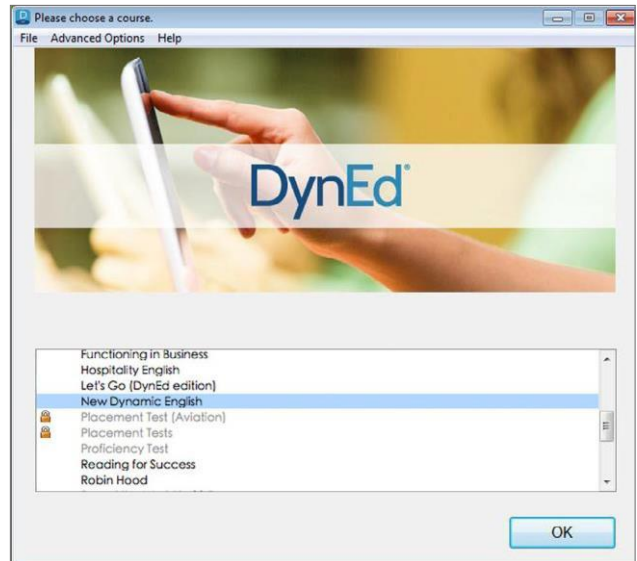 Please choose a course.
File Advanced Options Help
DynEd®
Functioning in Business
Hospitality English
Let's Go (DynEd edition)
New Dynamic English
Placement Test (Aviation)
Placement Tests
Proficiency Test
Reading for Success
Robin Hood
OK